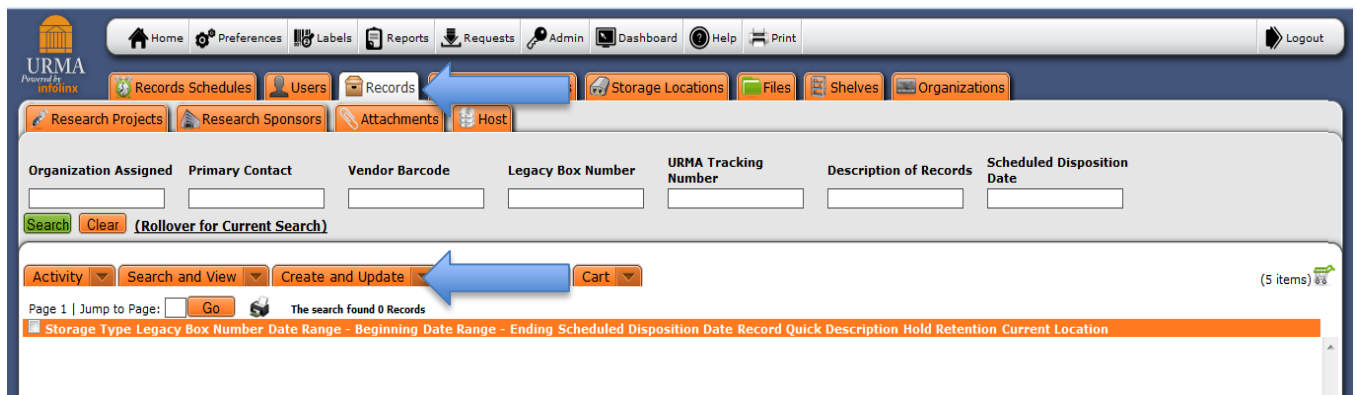 Home Preferences Labels Reports Requests Admin Dashboard Help Print Logout
URMA
Powered by
infolinx
Records Schedules Users Records Storage Locations Files Shelves Organizations
Research Projects Research Sponsors Attachments Host
Organization Assigned Primary Contact Vendor Barcode Legacy Box Number URMA Tracking Number Description of Records Scheduled Disposition Date
Search Clear (Rollover for Current Search)
Activity Search and View Create and Update Cart (5 items)
Page 1 | Jump to Page: Go The search found 0 Records
Storage Type Legacy Box Number Date Range - Beginning Date Range - Ending Scheduled Disposition Date Record Quick Description Hold Retention Current Location